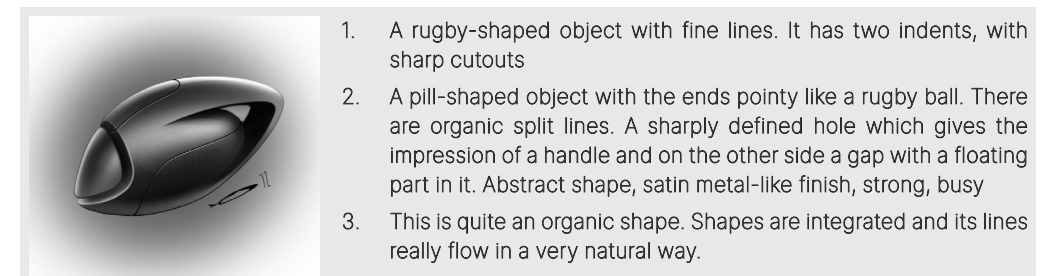 1. A rugby-shaped object with fine lines. It has two indents, with
sharp cutouts
2. A pill-shaped object with the ends pointy like a rugby ball. There
are organic split lines. A sharply defined hole which gives the
impression of a handle and on the other side a gap with a floating
part in it. Abstract shape, satin metal-like finish, strong, busy
3. This is quite an organic shape. Shapes are integrated and its lines
really flow in a very natural way.